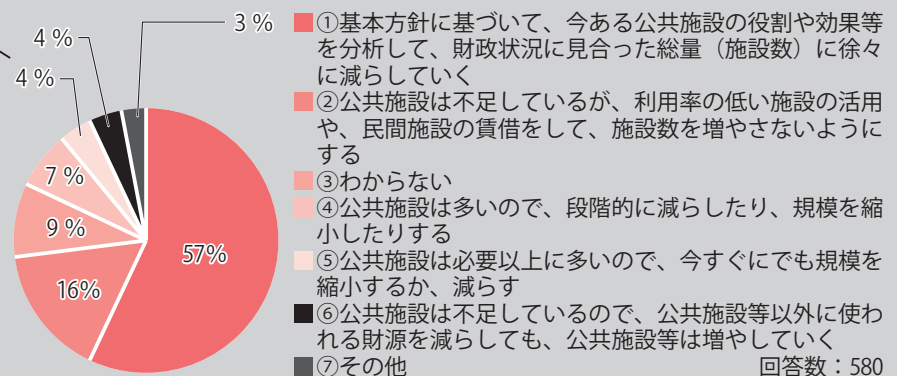 3 %
4 %
4 %
7 %
9 %
16%
57%
①基本方針に基づいて、今ある公共施設の役割や効果等
を分析して、財政状況に見合った総量（施設数）に徐々
に減らしていく
②公共施設は不足しているが、利用率の低い施設の活用
や、民間施設の賃借をして、施設数を増やさないように
する
③わからない
④公共施設は多いので、段階的に減らしたり、規模を縮
小したりする
⑤公共施設は必要以上に多いので、今すぐにでも規模を
縮小するか、減らす
⑥公共施設は不足しているので、公共施設等以外に使わ
れる財源を減らしても、公共施設等は増やしていく
⑦その他 回答数：580